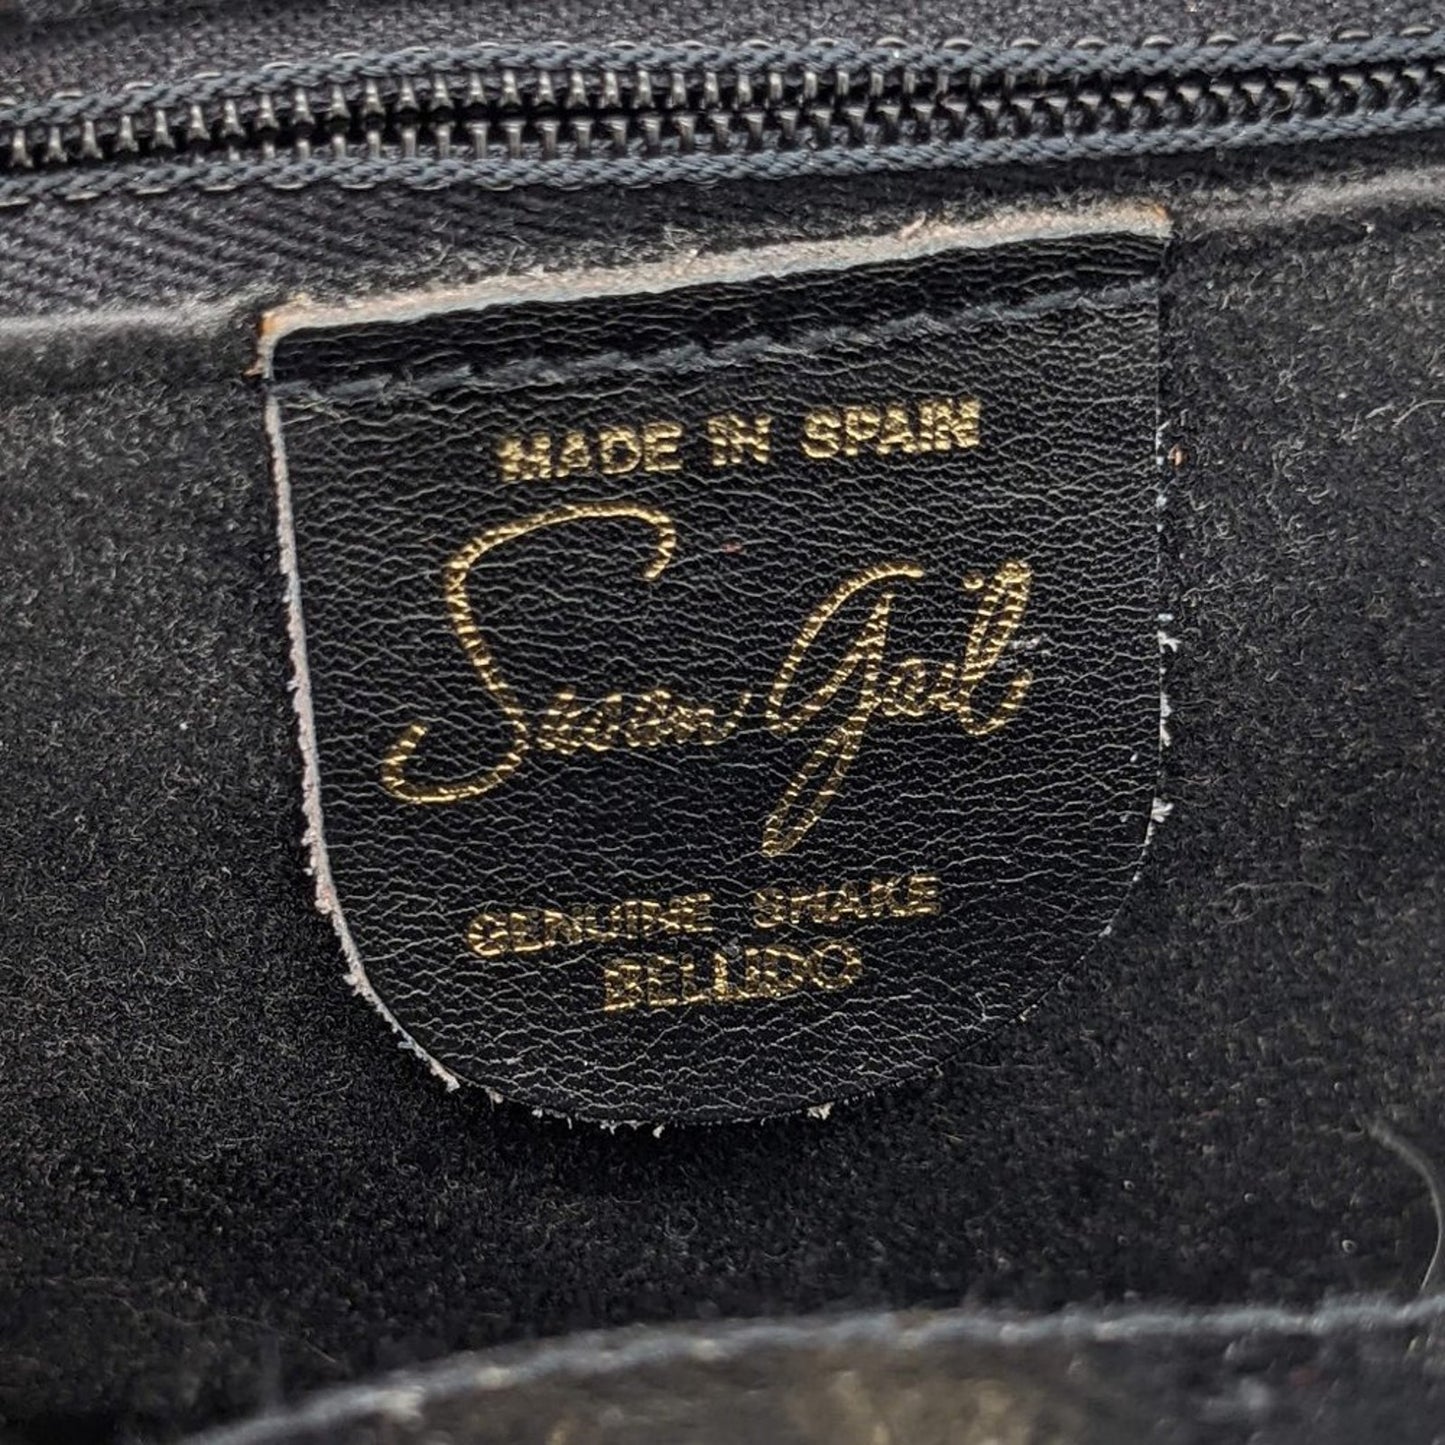 MADE IN SPAIN
Susan Gail
GENUINE SNAKE
BELLIDO